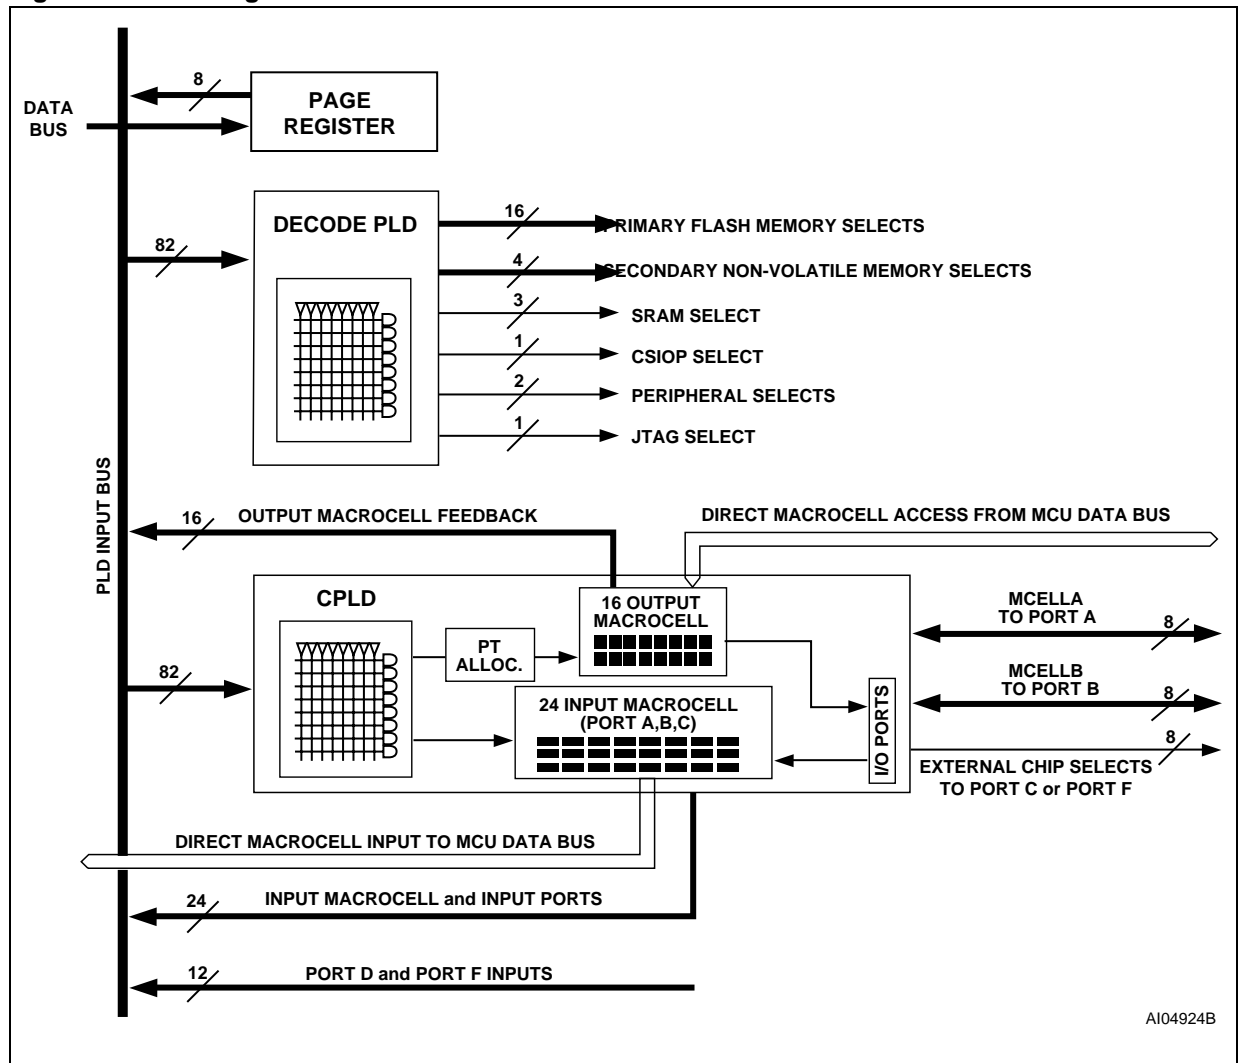 8
DATA
BUS
PAGE
REGISTER
DECODE PLD
82
16
PRIMARY FLASH MEMORY SELECTS
4
SECONDARY NON-VOLATILE MEMORY SELECTS
3
SRAM SELECT
1
CSIOP SELECT
2
PERIPHERAL SELECTS
1
JTAG SELECT
PLD INPUT BUS
16
OUTPUT MACROCELL FEEDBACK
DIRECT MACROCELL ACCESS FROM MCU DATA BUS
CPLD
82
PT
ALLOC.
16 OUTPUT
MACROCELL
24 INPUT MACROCELL
(PORT A,B,C)
I/O PORTS
MCELLA
TO PORT A
8
MCELLB
TO PORT B
8
8
EXTERNAL CHIP SELECTS
TO PORT C or PORT F
DIRECT MACROCELL INPUT TO MCU DATA BUS
24
INPUT MACROCELL and INPUT PORTS
12
PORT D and PORT F INPUTS
AI04924B